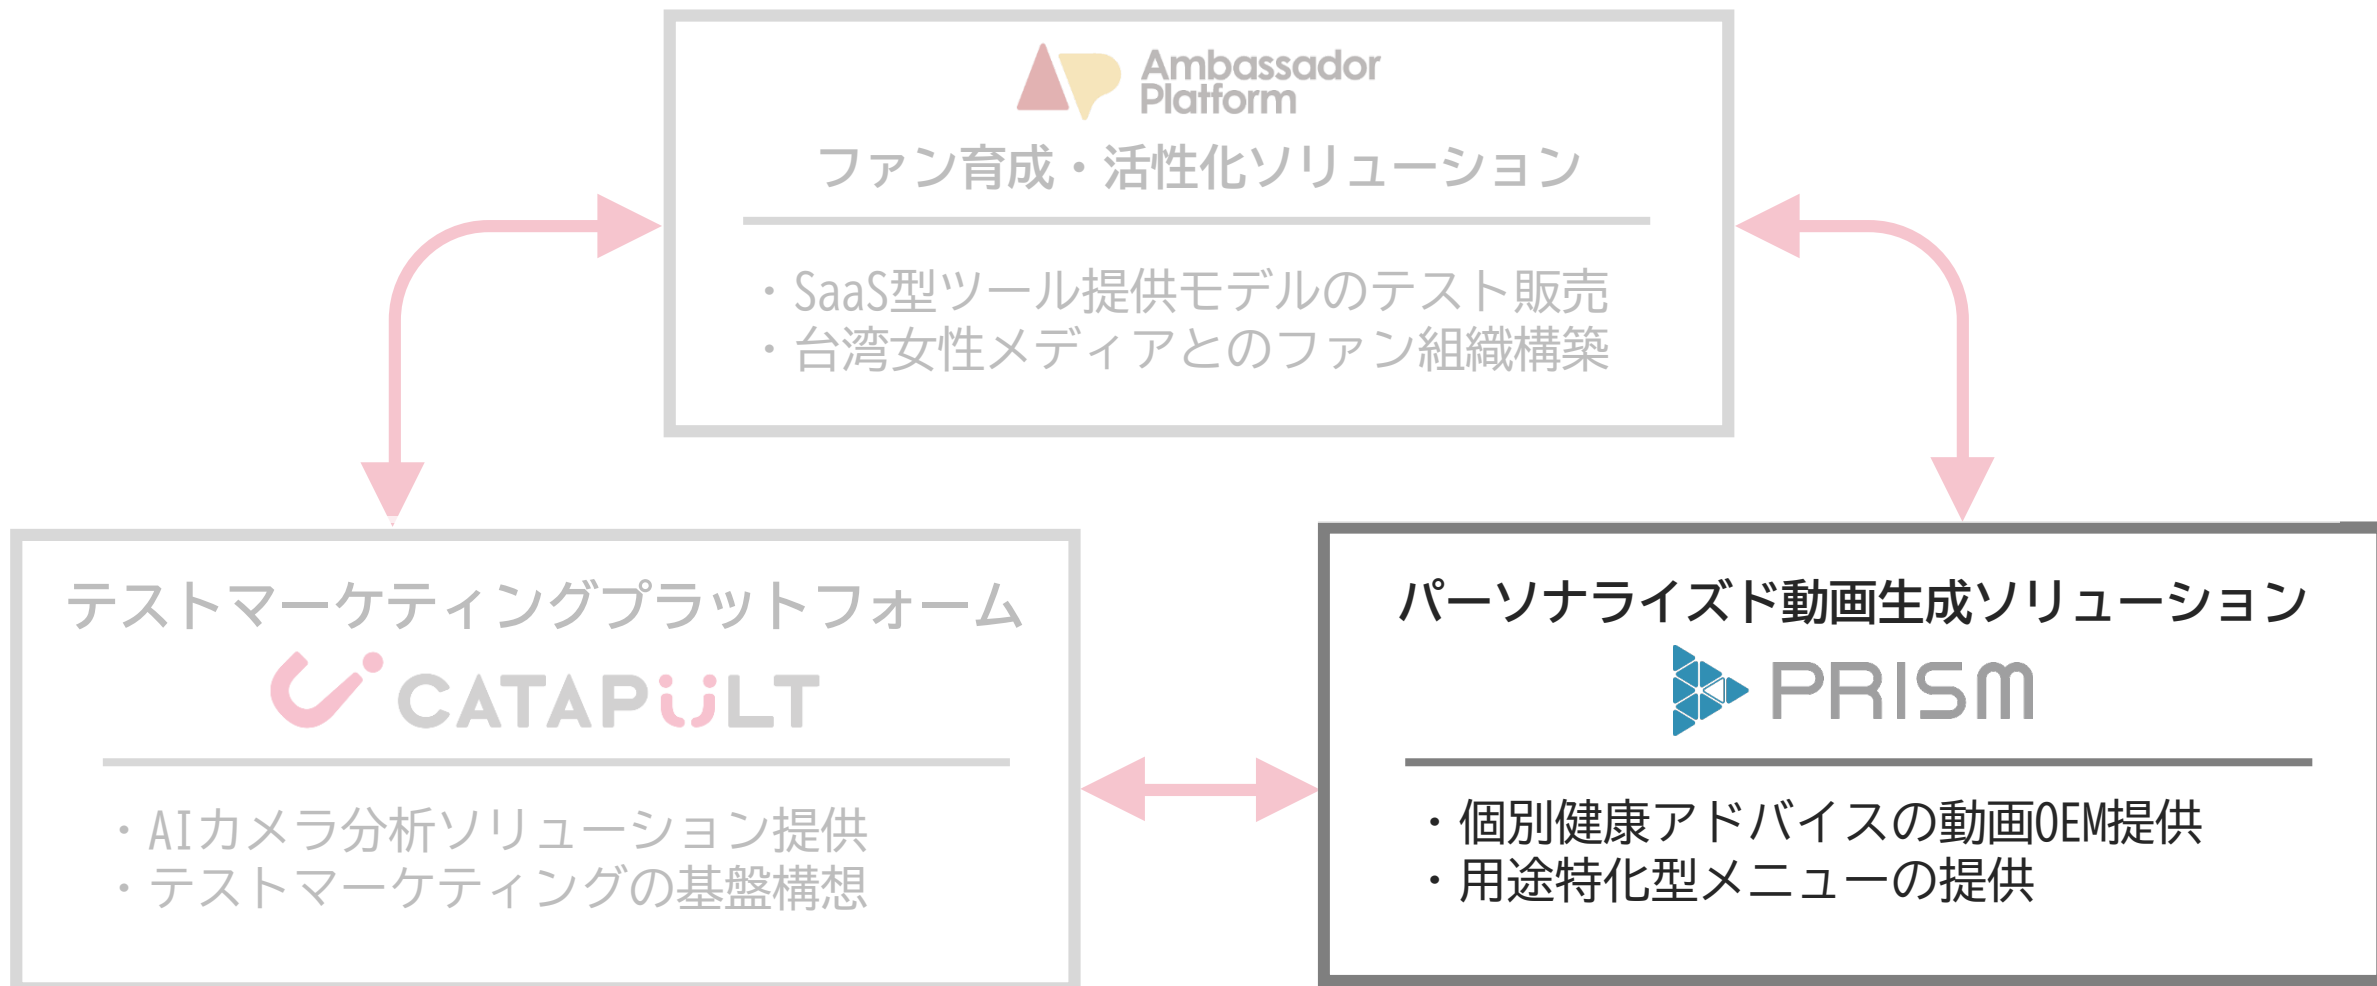 Ambassador
Platform
ファン育成・活性化ソリューション
・SaaS型ツール提供モデルのテスト販売
・台湾女性メディアとのファン組織構築
テストマーケティングプラットフォーム
CATAPULT
・AIカメラ分析ソリューション提供
・テストマーケティングの基盤構想
パーソナライズド動画生成ソリューション
PRISM
・個別健康アドバイスの動画OEM提供
・用途特化型メニューの提供